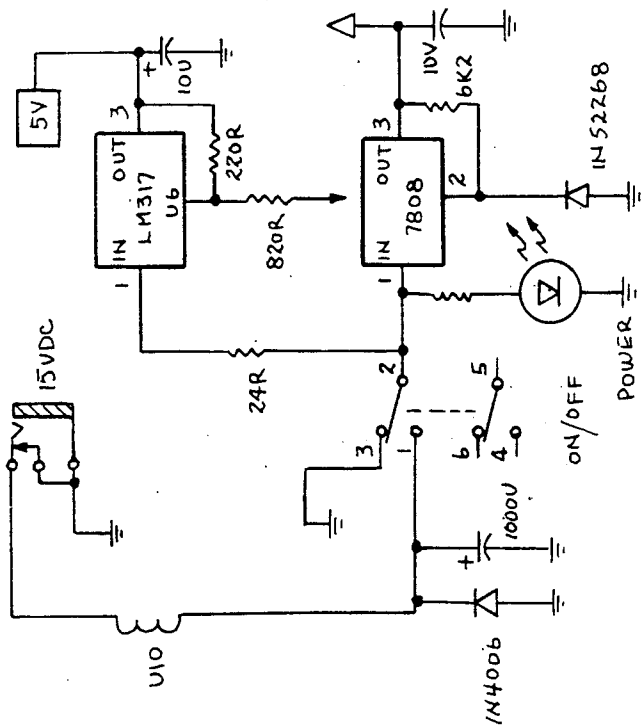 15VDC
U10
1N4006
+
1000U
3
1
2
6
4
5
ON/OFF
24R
POWER
1
IN
OUT
3
LM317
U6
220R
820R
5V
+
10U
1
IN
OUT
3
7808
2
6K2
10V
1N5226B